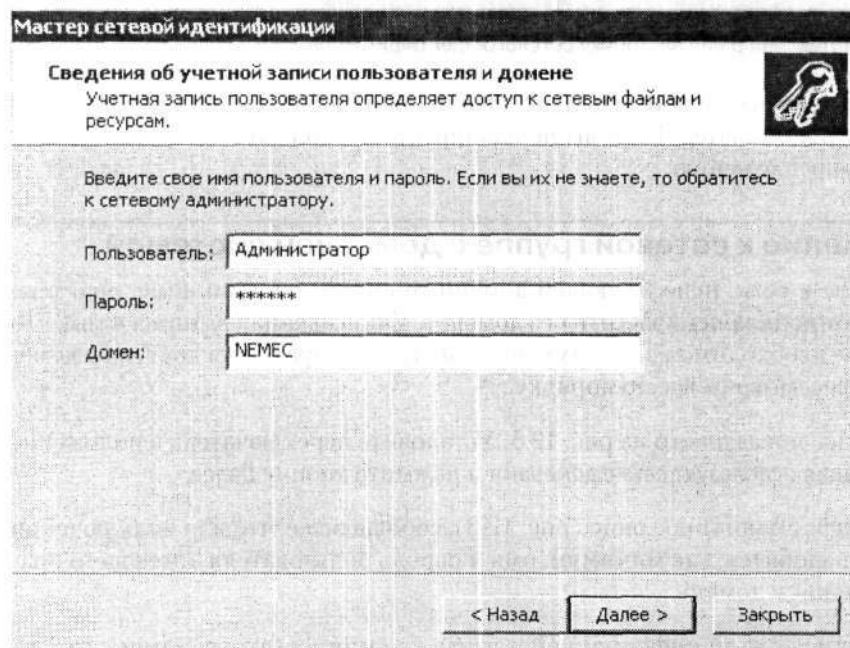 Мастер сетевой идентификации
Сведения об учетной записи пользователя и домене
Учетная запись пользователя определяет доступ к сетевым файлам и
ресурсам.
Введите свое имя пользователя и пароль. Если вы их не знаете, то обратитесь
к сетевому администратору.
Пользователь: Администратор
Пароль: ******
Домен: NEMEC
< Назад Далее > Закрыть